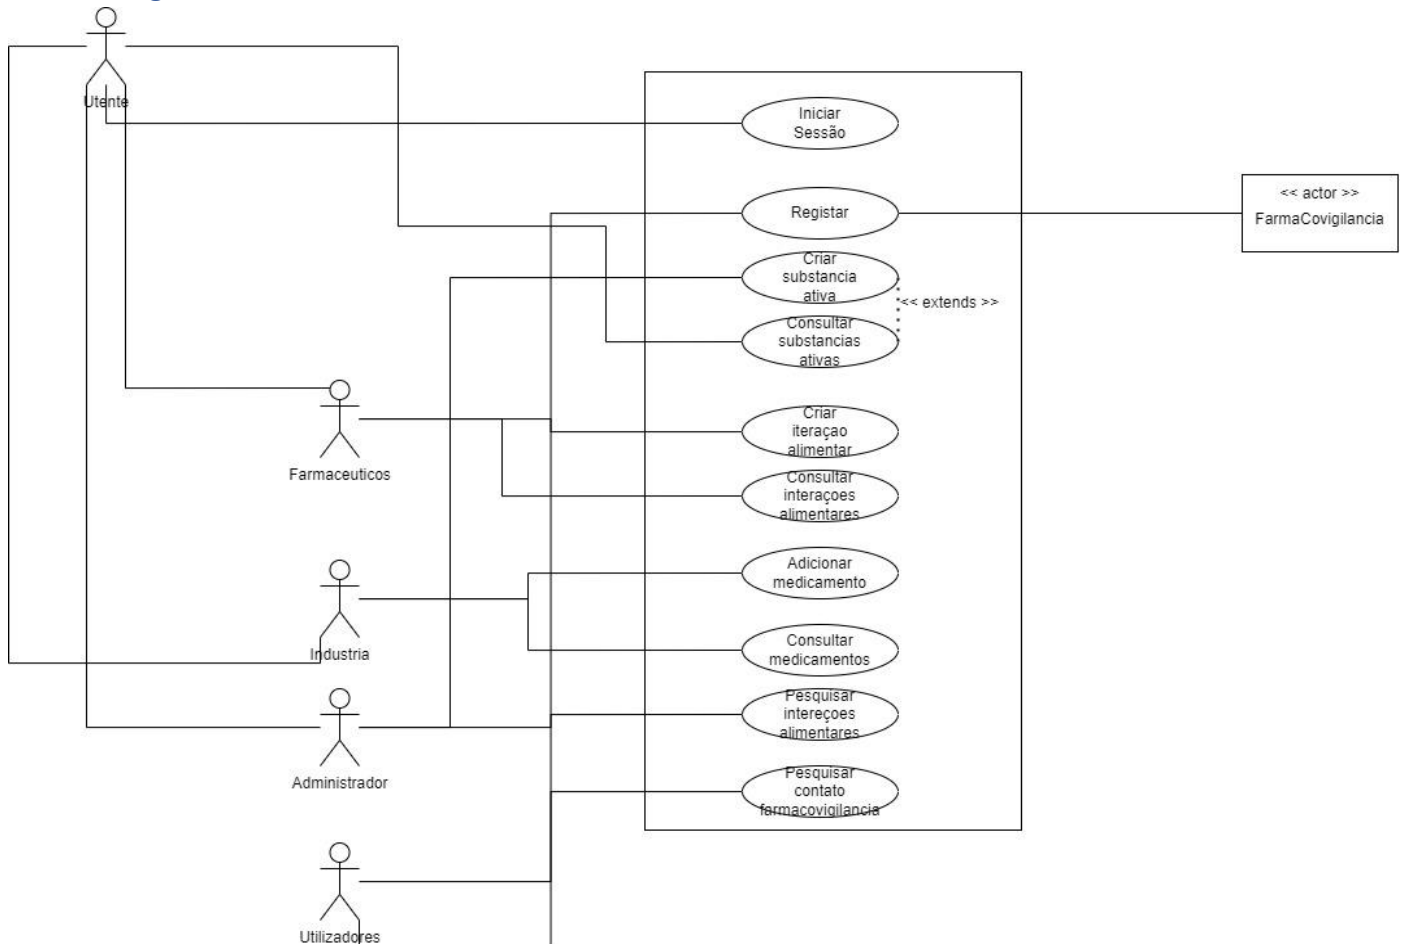 Utente
Iniciar
Sessão
Registar
<< actor >>
FarmaCovigilancia
Criar
substancia
ativa
<< extends >>
Consultar
substancias
ativas
Farmaceuticos
Criar
iteraçao
alimentar
Consultar
interaçoes
alimentares
Industria
Adicionar
medicamento
Consultar
medicamentos
Administrador
Pesquisar
intereçoes
alimentares
Pesquisar
contato
farmacovigilancia
Utilizadores